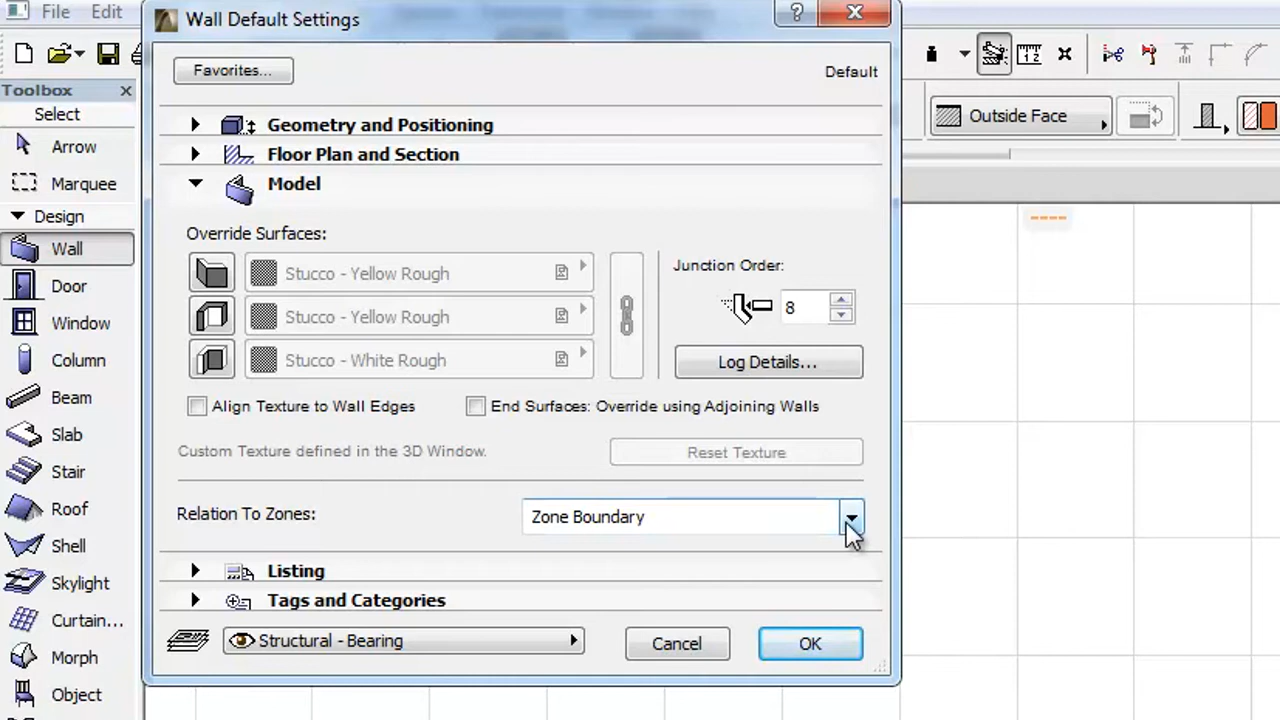 File Edit
Wall Default Settings
?
Favorites...
Default
Toolbox
Select
Arrow
Marquee
Design
Wall
Door
Window
Column
Beam
Slab
Stair
Roof
Shell
Skylight
Curtain...
Morph
Object
Geometry and Positioning
Floor Plan and Section
Model
Override Surfaces:
Stucco - Yellow Rough
Stucco - Yellow Rough
Stucco - White Rough
Junction Order:
8
Log Details...
Align Texture to Wall Edges
End Surfaces: Override using Adjoining Walls
Custom Texture defined in the 3D Window.
Reset Texture
Relation To Zones:
Zone Boundary
Listing
Tags and Categories
Structural - Bearing
Cancel
OK
1 2
Outside Face